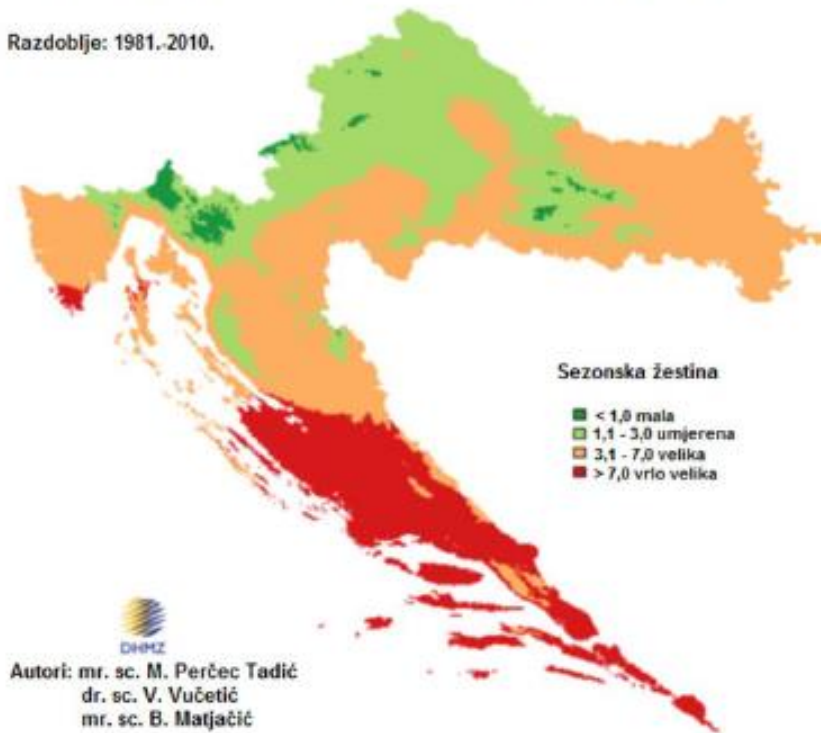 Razdoblje: 1981.-2010.
Sezonska žestina
< 1,0 mala
1,1 - 3,0 umjerena
3,1 - 7,0 velika
> 7,0 vrlo velika
DHMZ
Autori: mr. sc. M. Perčec Tadić
dr. sc. V. Vučetić
mr. sc. B. Matjačić